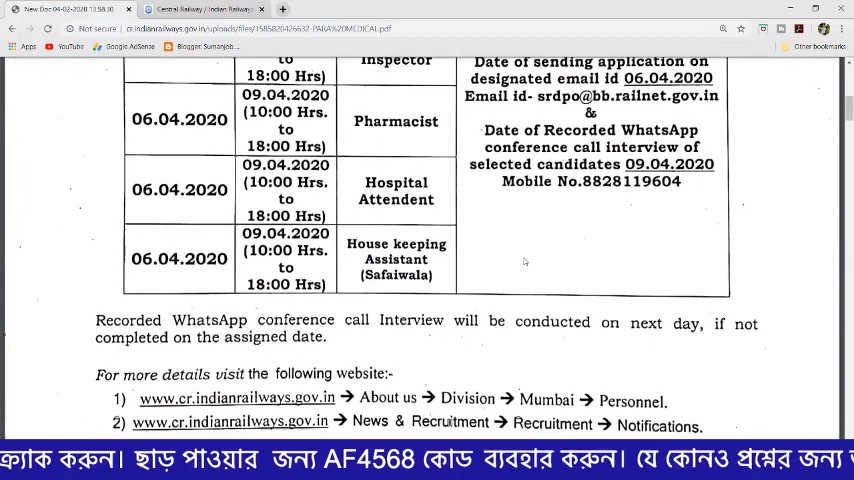 New Doc 04-02-2020 13.58.30
Central Railway / Indian Railways
Not secure | cr.indianrailways.gov.in/uploads/files/1585820426632-PARA%20MEDICAL.pdf
Apps YouTube Google AdSense Blogger: Sumanjob.... Other bookmarks
to
18:00 Hrs)
Inspector
Date of sending application on
designated email id 06.04.2020
Email id- srdpo@bb.railnet.gov.in
&
Date of Recorded WhatsApp
conference call interview of
selected candidates 09.04.2020
Mobile No.8828119604
06.04.2020
09.04.2020
(10:00 Hrs.
to
18:00 Hrs)
Pharmacist
06.04.2020
09.04.2020
(10:00 Hrs.
to
18:00 Hrs)
Hospital
Attendent
06.04.2020
09.04.2020
(10:00 Hrs.
to
18:00 Hrs)
House keeping
Assistant
(Safaiwala)
Recorded WhatsApp conference call Interview will be conducted on next day, if not
completed on the assigned date.
For more details visit the following website:-
1) www.cr.indianrailways.gov.in → About us → Division → Mumbai → Personnel.
2) www.cr.indianrailways.gov.in → News & Recruitment → Recruitment → Notifications.
ক্র্যাক করুন। ছাড় পাওয়ার জন্য AF4568 কোড ব্যবহার করুন। যে কোনও প্রশ্নের জন্য